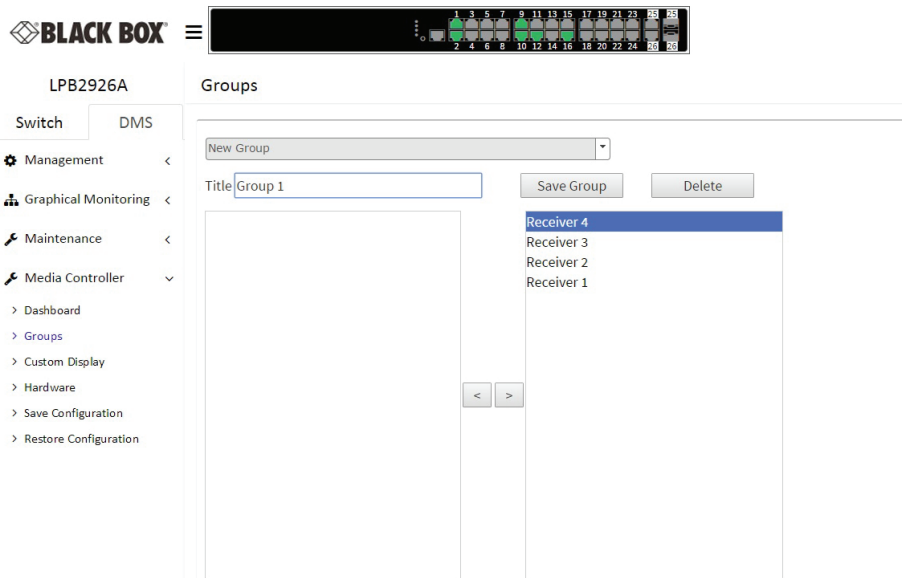 BLACK BOX®
1 3 5 7 9 11 13 15 17 19 21 23 25 25
2 4 6 8 10 12 14 16 18 20 22 24 26 26
LPB2926A
Groups
Switch DMS
Management
Graphical Monitoring
Maintenance
Media Controller
> Dashboard
> Groups
> Custom Display
> Hardware
> Save Configuration
> Restore Configuration
New Group
Title Group 1
Save Group
Delete
Receiver 4
Receiver 3
Receiver 2
Receiver 1
< >